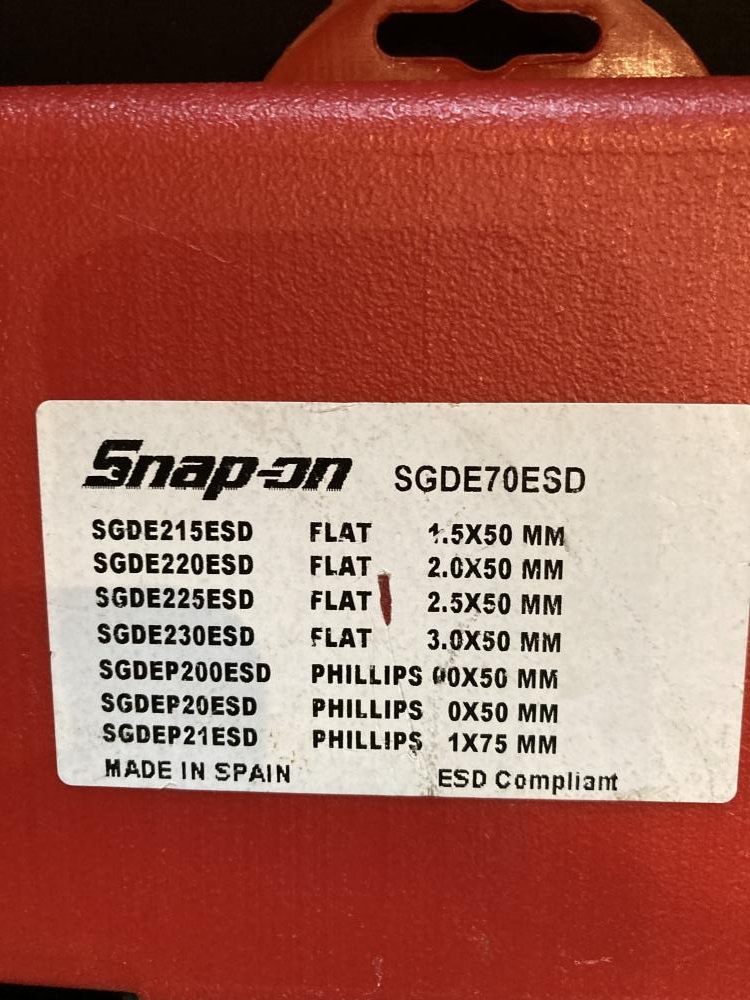 Snap-on SGDE70ESD
SGDE215ESD FLAT 1.5X50 MM
SGDE220ESD FLAT 2.0X50 MM
SGDE225ESD FLAT 2.5X50 MM
SGDE230ESD FLAT 3.0X50 MM
SGDEP200ESD PHILLIPS 00X50 MM
SGDEP20ESD PHILLIPS 0X50 MM
SGDEP21ESD PHILLIPS 1X75 MM
MADE IN SPAIN ESD Compliant